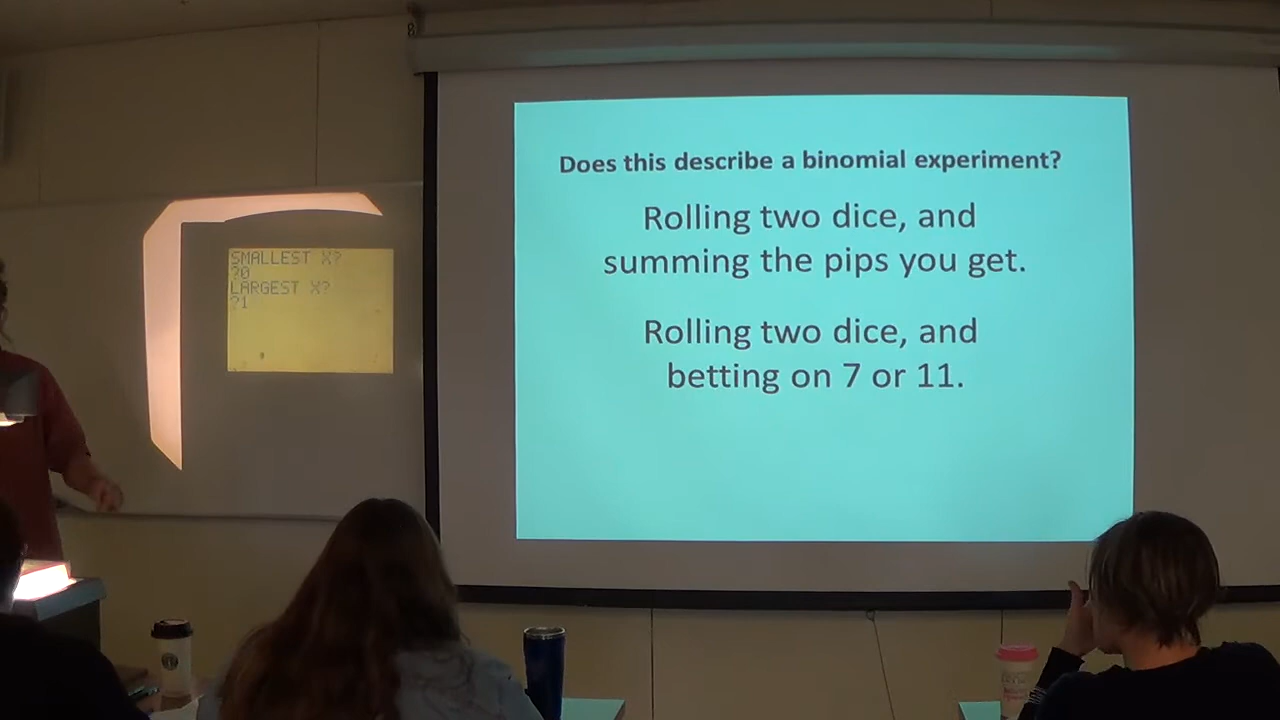 SMALLEST X?
?0
LARGEST X?
?1
Does this describe a binomial experiment?
Rolling two dice, and
summing the pips you get.
Rolling two dice, and
betting on 7 or 11.